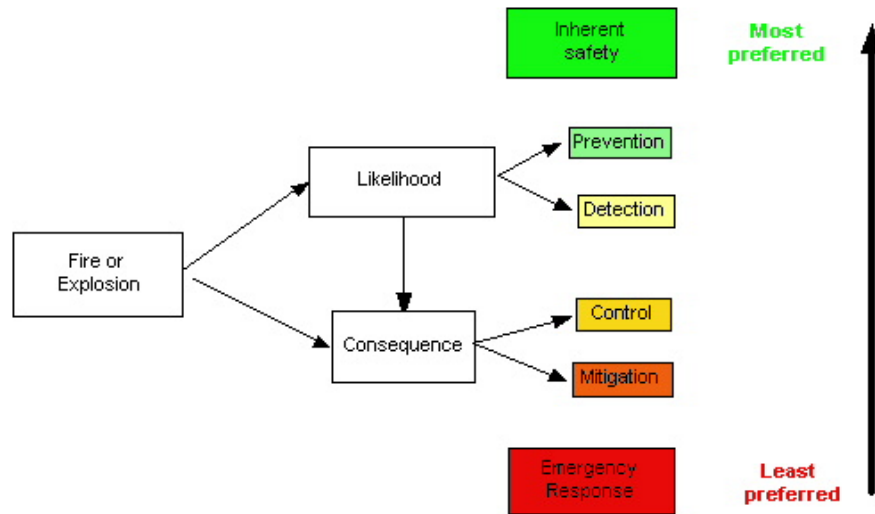 Inherent
safety
Most
preferred
Prevention
Likelihood
Detection
Fire or
Explosion
Control
Consequence
Mitigation
Emergency
Response
Least
preferred